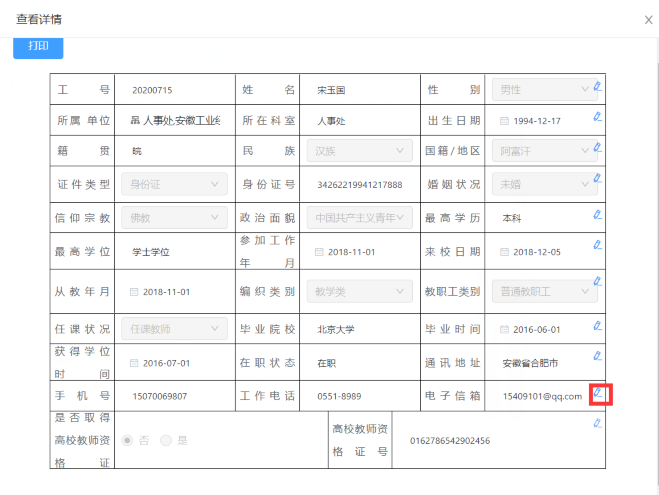 查看详情
打印
工 号 20200715 姓 名 宋玉国 性 别 男性
所属 单位 人事处,安徽工业 所在科室 人事处 出生日期 1994-12-17
籍 贯 皖 民 族 汉族 国籍/地区 阿富汗
证件类型 身份证 身份证号 34262219941217888 婚姻状况 未婚
信仰宗教 佛教 政治面貌 中国共产主义青年 最高学历 本科
最高学位 学士学位 参加工作 2018-11-01 来校日期 2018-12-05
年 月
从教年月 2018-11-01 编织类别 教学类 教职工类别 普通教职工
任课状况 任课教师 毕业院校 北京大学 毕业时间 2016-06-01
获得学位 2016-07-01 在职状态 在职 通讯地址 安徽省合肥市
时 间
手 机 号 15070069807 工作电话 0551-8989 电子信箱 15409101@qq.com
是否取得
高校教师资 否 是 高校教师资 0162786542902456
格 证 格 证 号